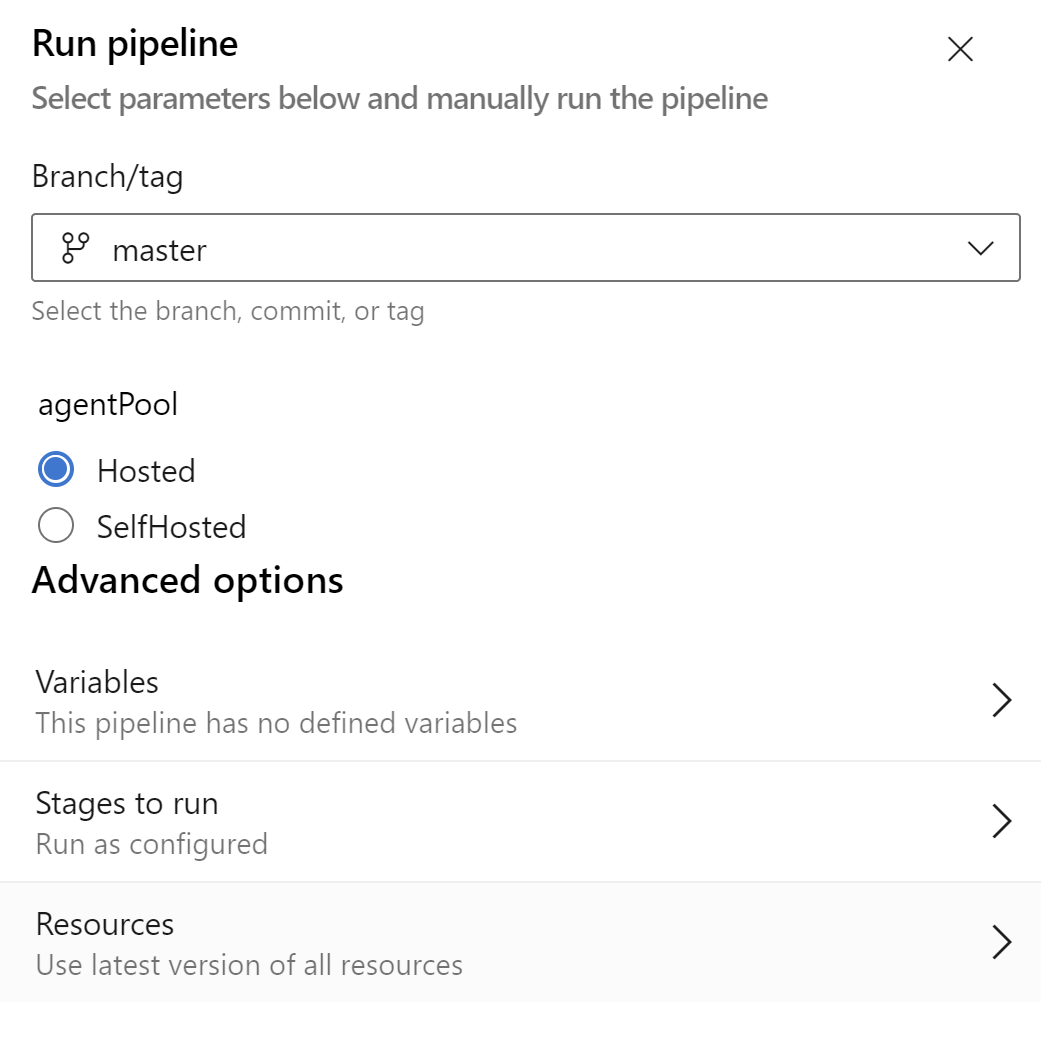 Run pipeline
Select parameters below and manually run the pipeline
Branch/tag
master
Select the branch, commit, or tag
agentPool
Hosted
SelfHosted
Advanced options
Variables
This pipeline has no defined variables
Stages to run
Run as configured
Resources
Use latest version of all resources